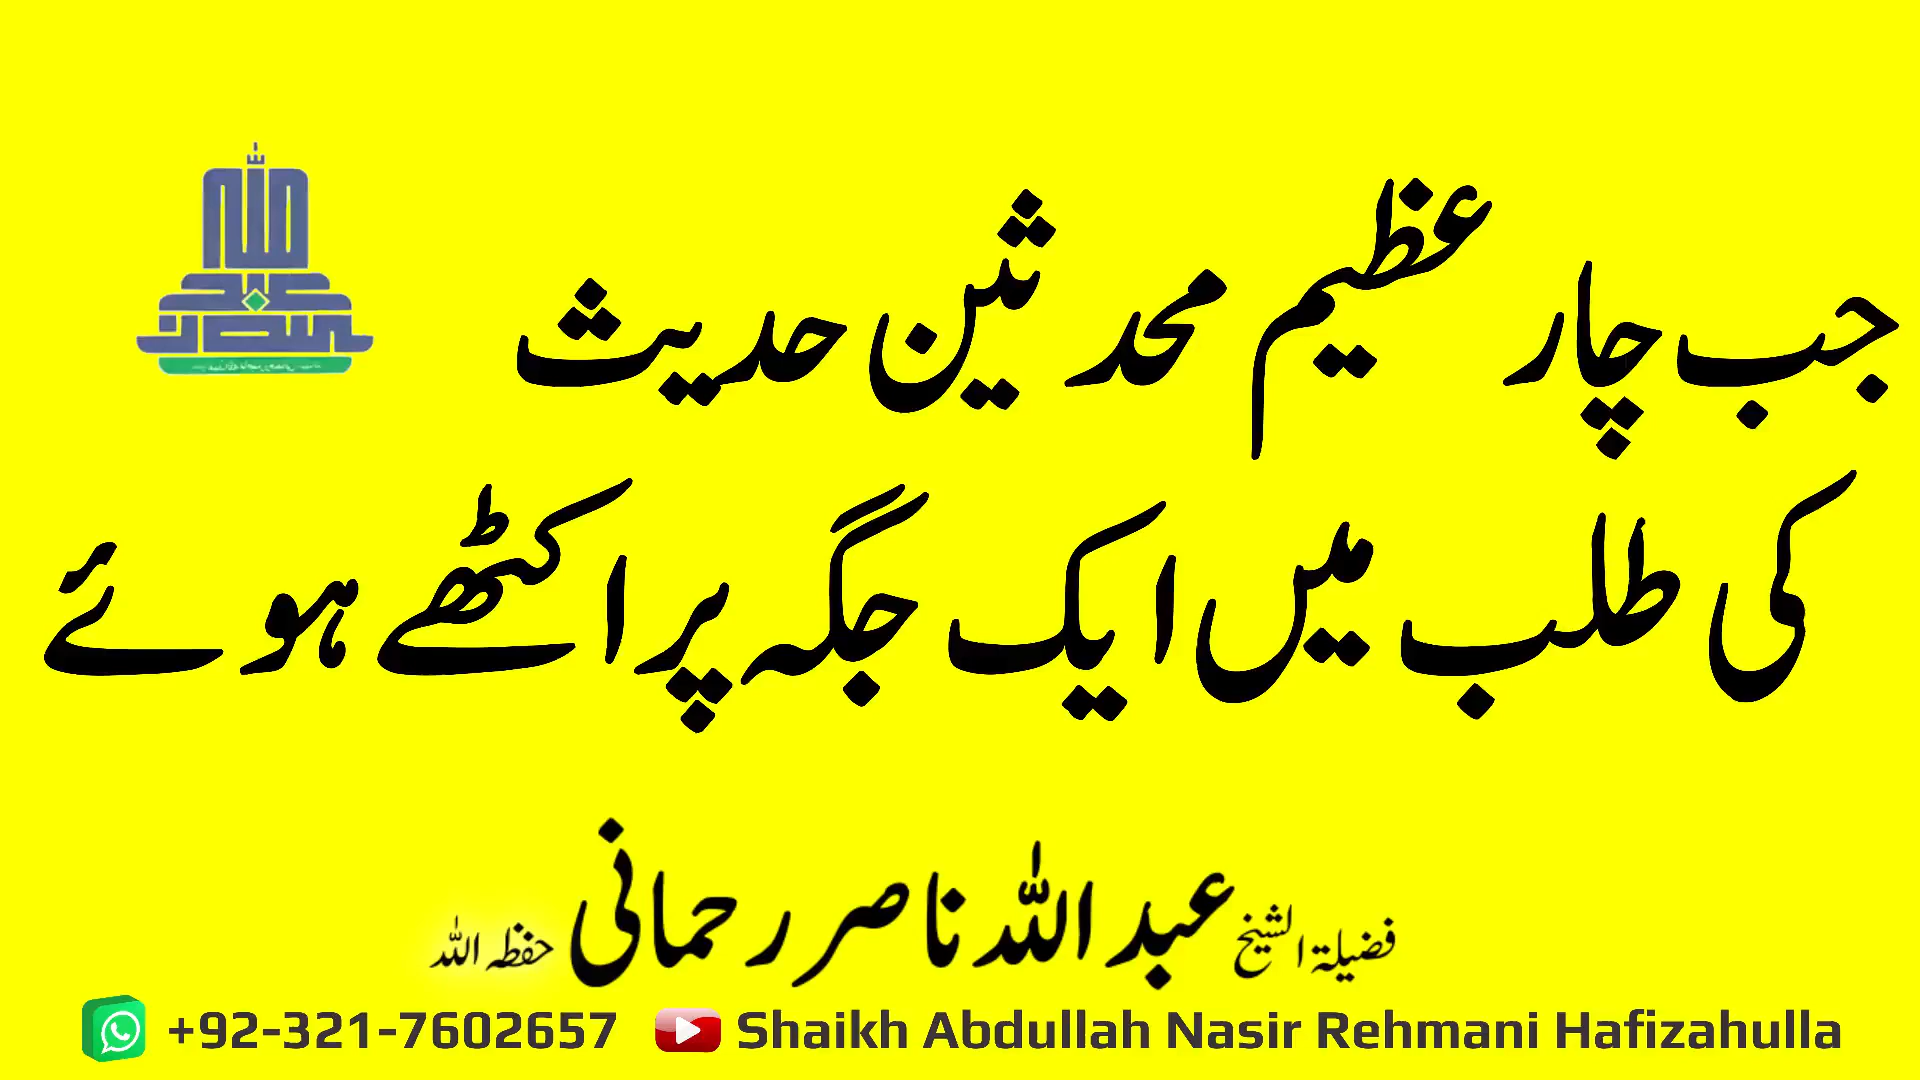 جب چار عظیم محدثین حدیث
کی طلب میں ایک جگہ پر اکٹھے ہوئے
فضیلۃ الشیخ عبداللہ ناصر رحمانی حفظہ اللہ
+92-321-7602657 Shaikh Abdullah Nasir Rehmani Hafizahulla